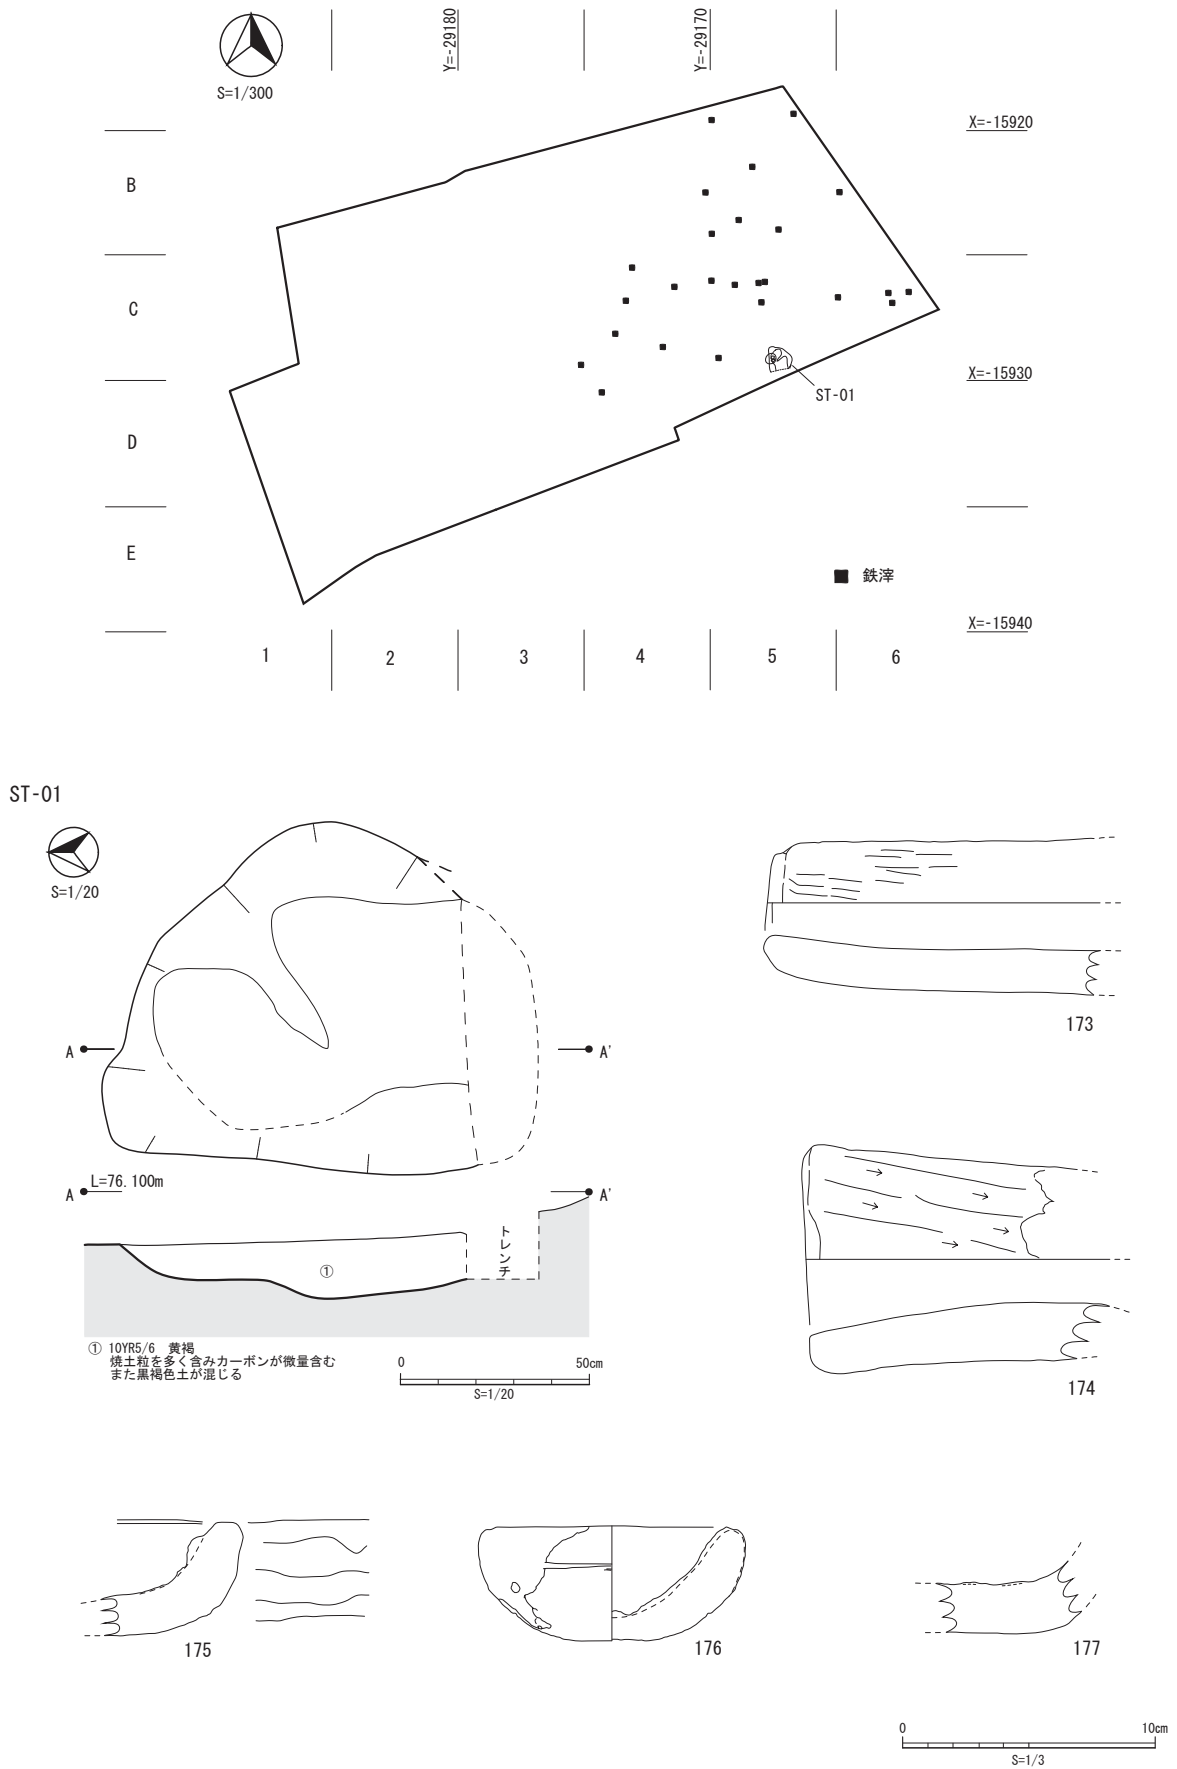 S=1/300
Y=-29180
Y=-29170
X=-15920
B
C
X=-15930
ST-01
D
E
鉄滓
X=-15940
1
2
3
4
5
6
ST-01
S=1/20
A
A'
L=76.100m
A
A'
トレンチ
①
① 10YR5/6 黄褐
焼土粒を多く含みカーボンが微量含む
また黒褐色土が混じる
0
50cm
S=1/20
173
174
175
176
177
0
10cm
S=1/3